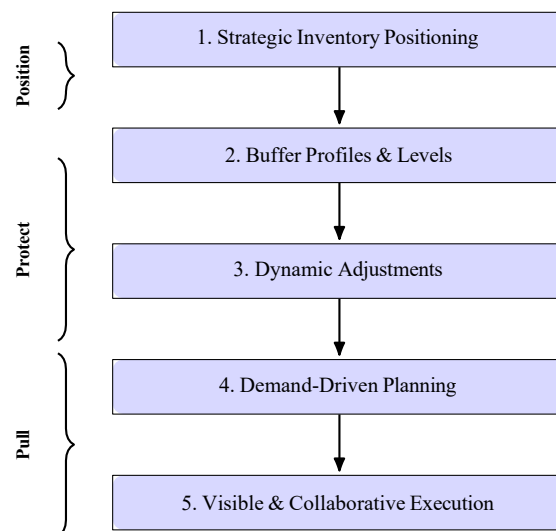 Position
1. Strategic Inventory Positioning
Protect
2. Buffer Profiles & Levels
3. Dynamic Adjustments
Pull
4. Demand-Driven Planning
5. Visible & Collaborative Execution